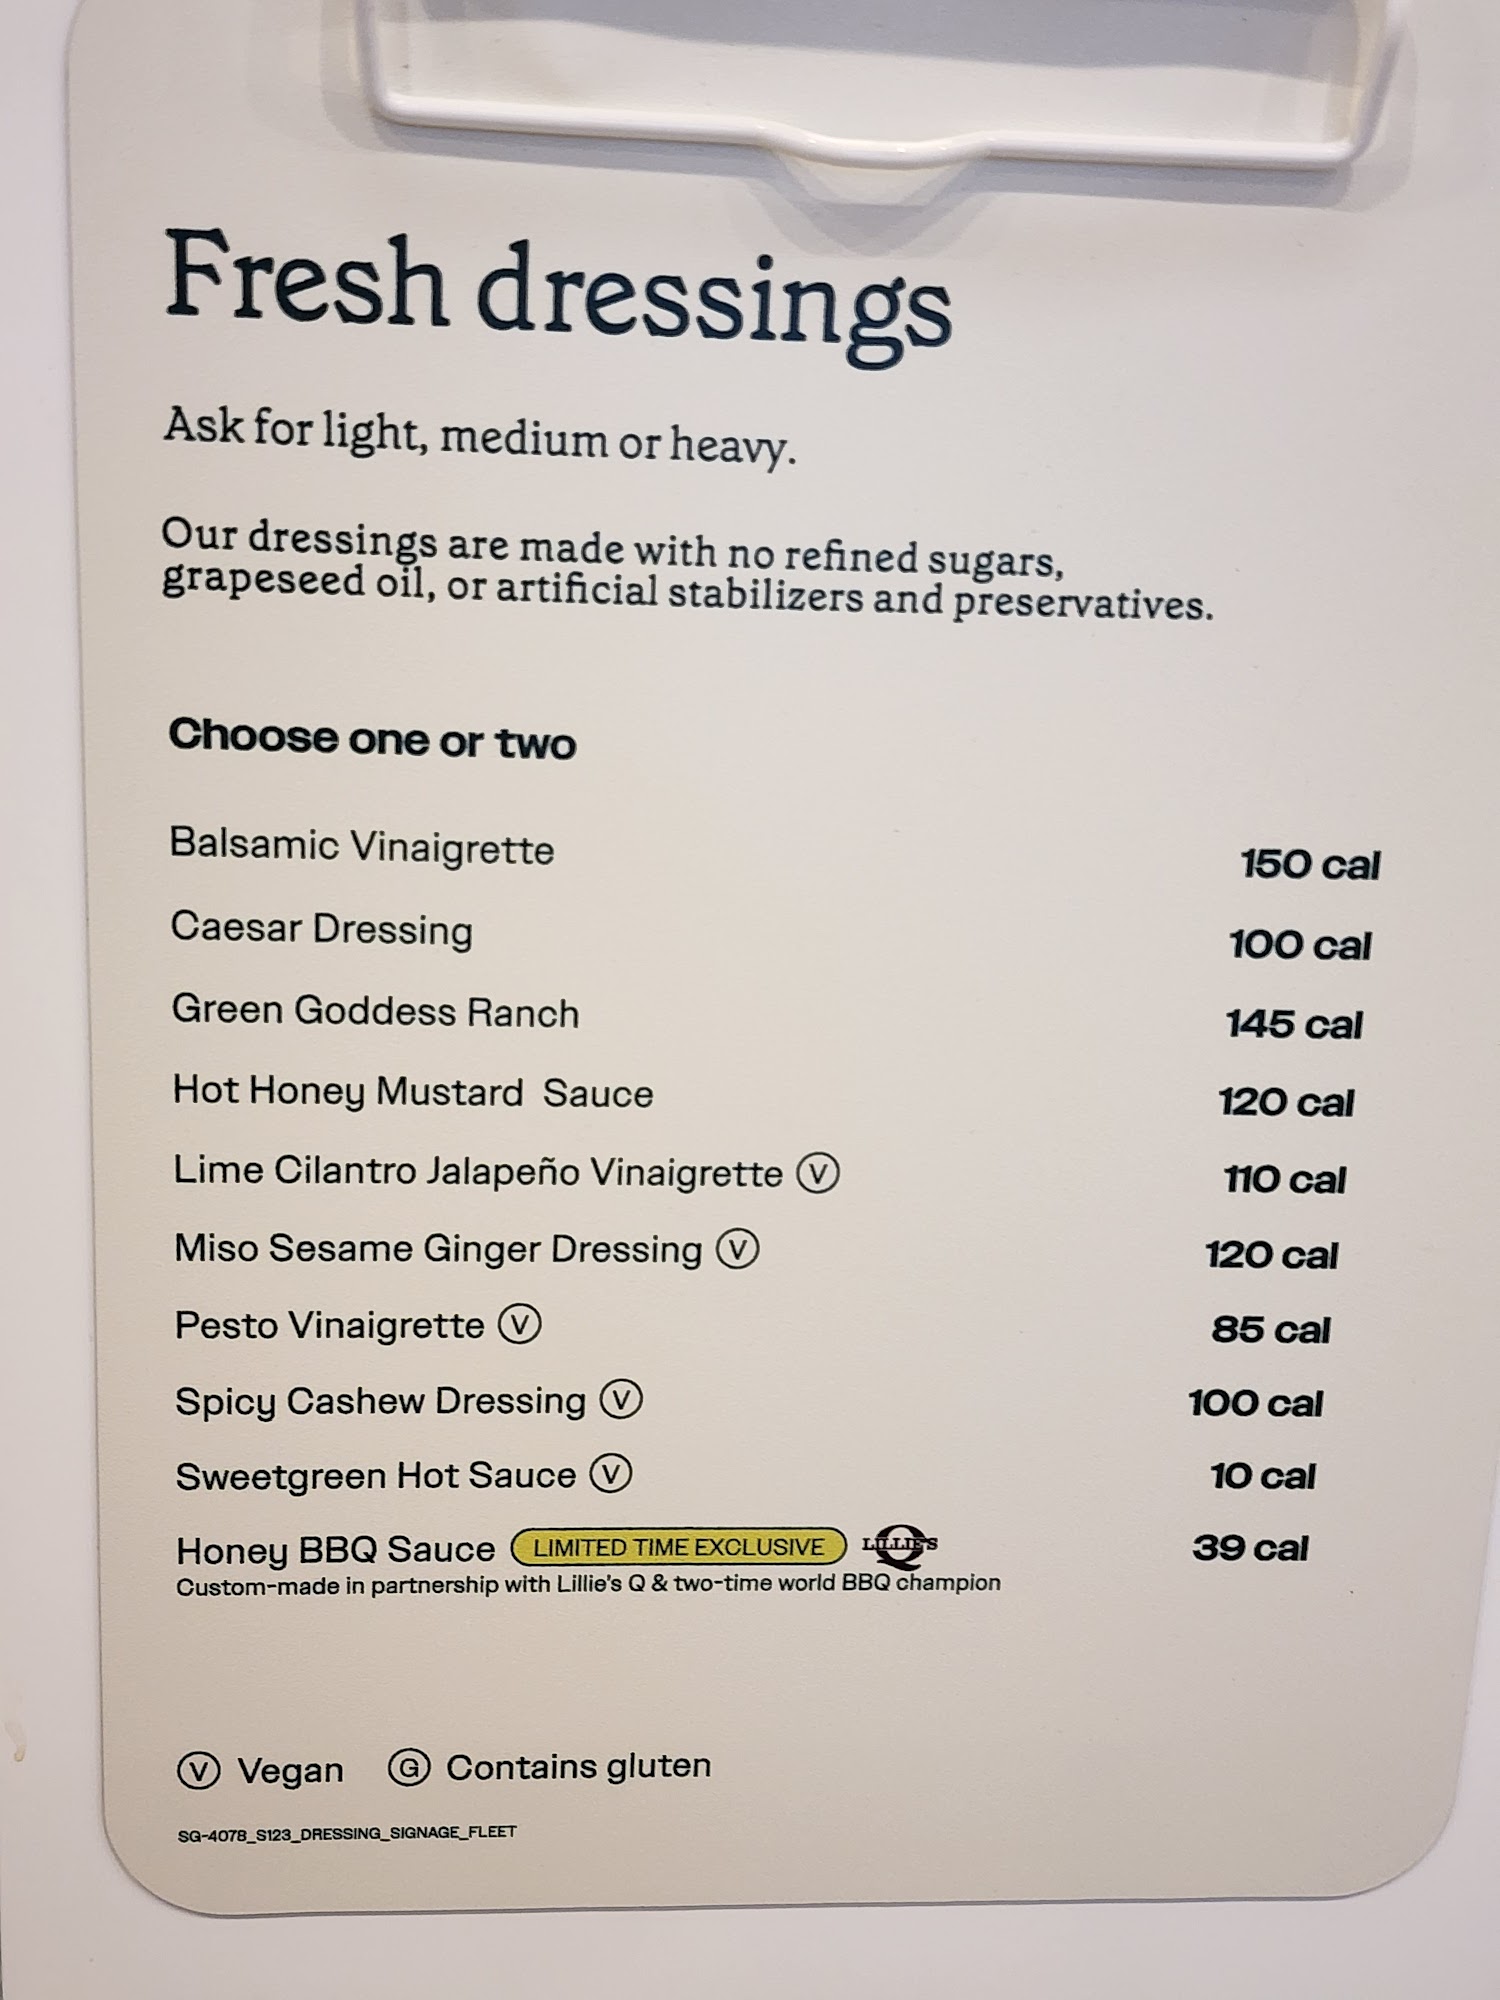 Fresh dressings
Ask for light, medium or heavy.
Our dressings are made with no refined sugars,
grapeseed oil, or artificial stabilizers and preservatives.
Choose one or two
Balsamic Vinaigrette 150 cal
Caesar Dressing 100 cal
Green Goddess Ranch 145 cal
Hot Honey Mustard Sauce 120 cal
Lime Cilantro Jalapeño Vinaigrette V 110 cal
Miso Sesame Ginger Dressing V 120 cal
Pesto Vinaigrette V 85 cal
Spicy Cashew Dressing V 100 cal
Sweetgreen Hot Sauce V 10 cal
Honey BBQ Sauce LIMITED TIME EXCLUSIVE LILLIE'S Q 39 cal
Custom-made in partnership with Lillie's Q & two-time world BBQ champion
V Vegan G Contains gluten
SG-4078_S123_DRESSING_SIGNAGE_FLEET